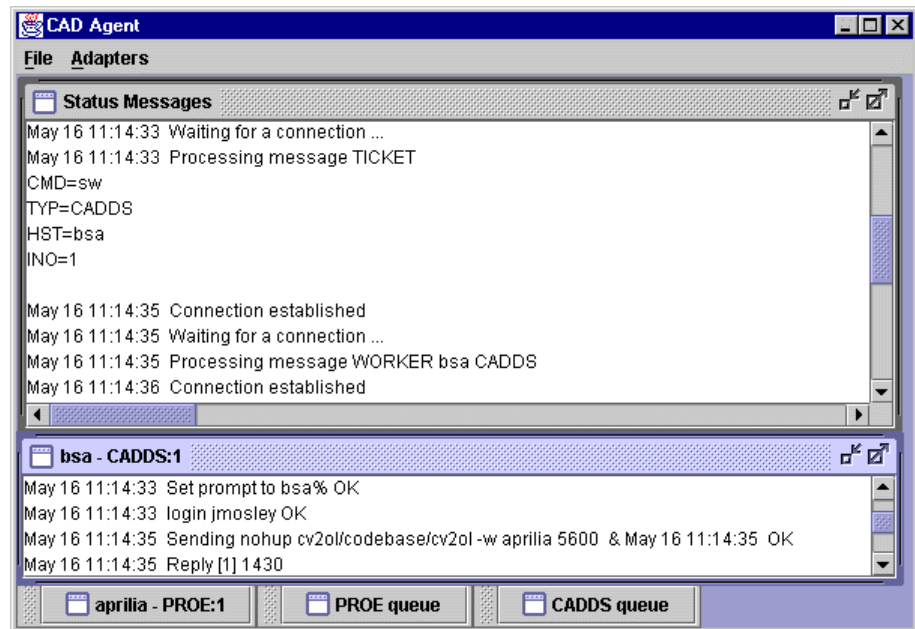 CAD Agent
File Adapters
Status Messages
May 16 11:14:33 Waiting for a connection ...
May 16 11:14:33 Processing message TICKET
CMD=sw
TYP=CADDS
HST=bsa
INO=1
May 16 11:14:35 Connection established
May 16 11:14:35 Waiting for a connection ...
May 16 11:14:35 Processing message WORKER bsa CADDS
May 16 11:14:36 Connection established
bsa - CADDS:1
May 16 11:14:33 Set prompt to bsa% OK
May 16 11:14:33 login jmosley OK
May 16 11:14:35 Sending nohup cv2ol/codebase/cv2ol -w aprilia 5600 & May 16 11:14:35 OK
May 16 11:14:35 Reply [1] 1430
aprilia - PROE:1 PROE queue CADDS queue